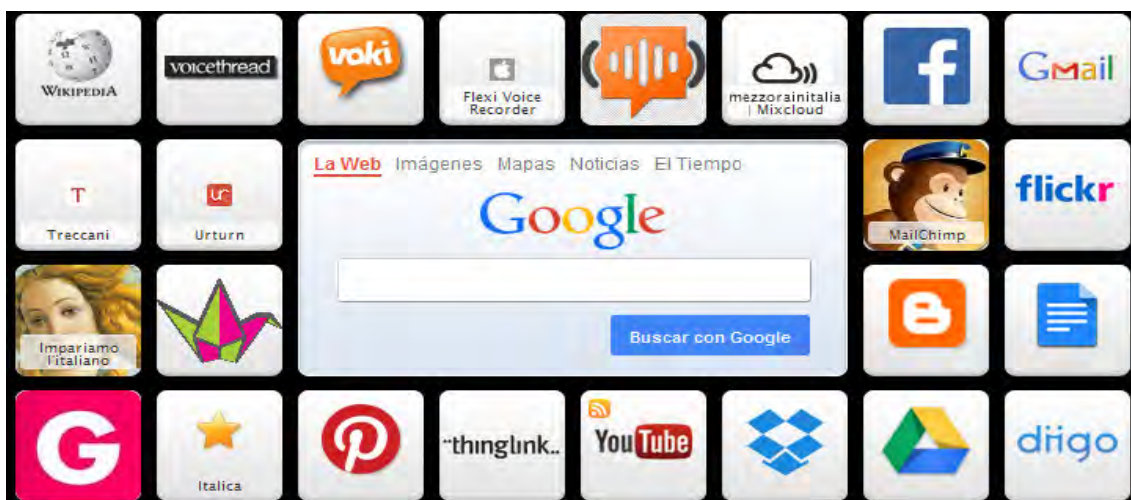 WIKIPEDIA
voicethread
voki
Flexi Voice
Recorder
mezzorainitalia
| Mixcloud
f
GMail
T
Treccani
ur
Urturn
La Web Imágenes Mapas Noticias El Tiempo
Google
Buscar con Google
MailChimp
flickr
Impariamo
l'italiano
B
G
Italica
P
thinglink..
YouTube
diigo